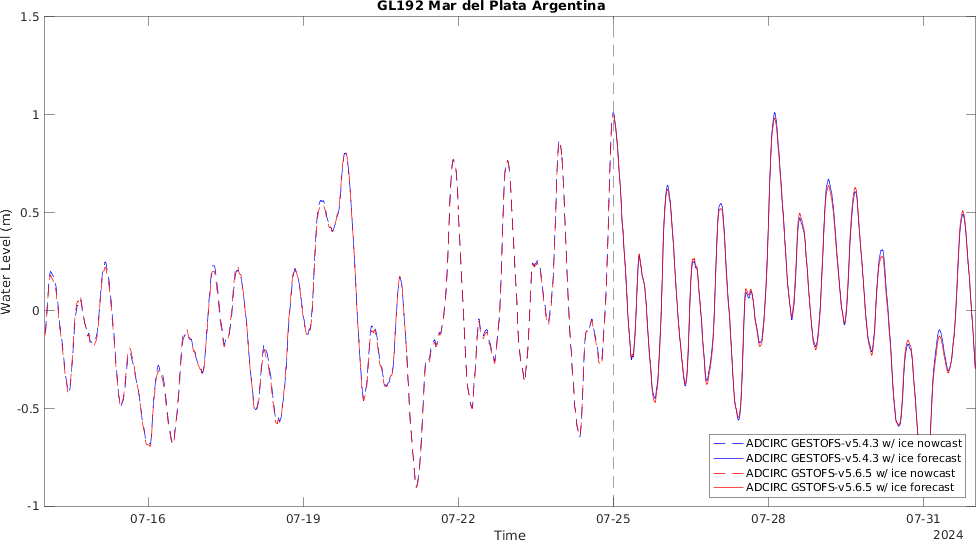 GL192 Mar del Plata Argentina
1.5
1
0.5
0
-0.5
-1
Water Level (m)
07-16
07-19
07-22
07-25
07-28
07-31
Time
2024
ADCIRC GESTOFS-v5.4.3 w/ ice nowcast
ADCIRC GESTOFS-v5.4.3 w/ ice forecast
ADCIRC GSTOFS-v5.6.5 w/ ice nowcast
ADCIRC GSTOFS-v5.6.5 w/ ice forecast